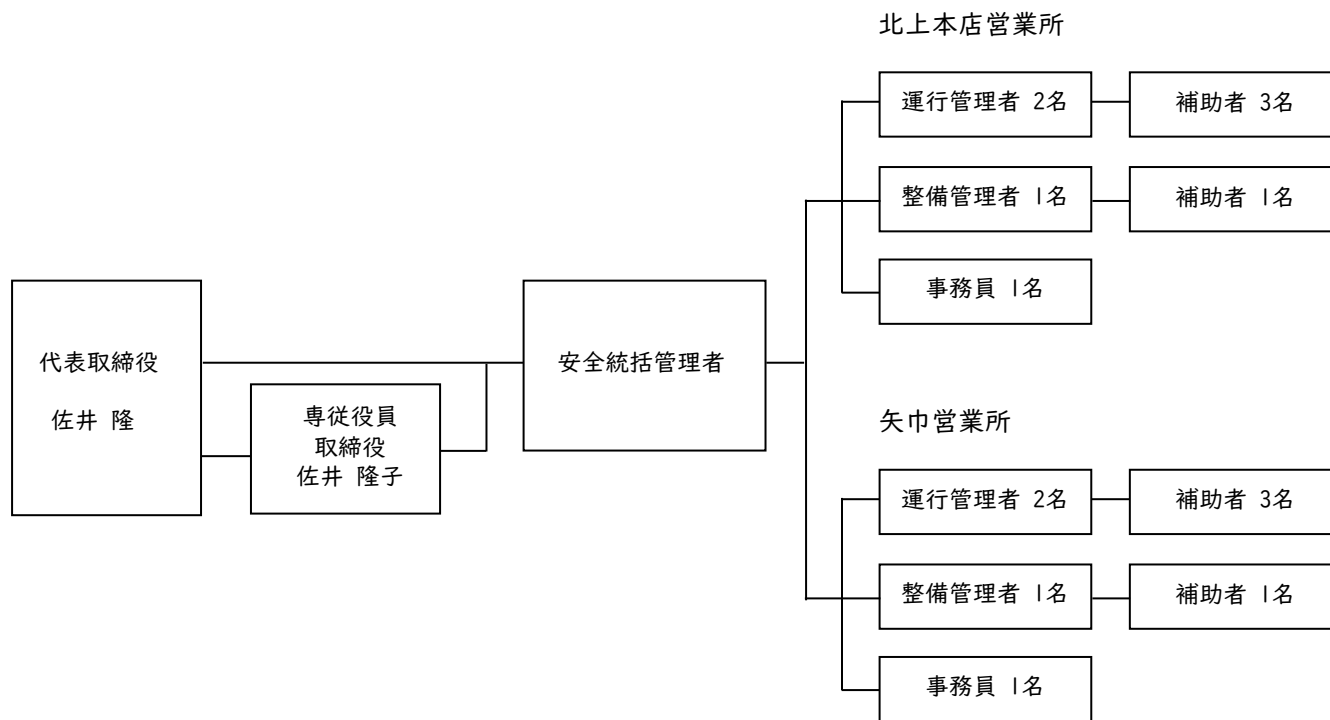 北上本店営業所
運行管理者 2名
補助者 3名
整備管理者 1名
補助者 1名
事務員 1名
代表取締役
佐井 隆
専従役員
取締役
佐井 隆子
安全統括管理者
矢巾営業所
運行管理者 2名
補助者 3名
整備管理者 1名
補助者 1名
事務員 1名